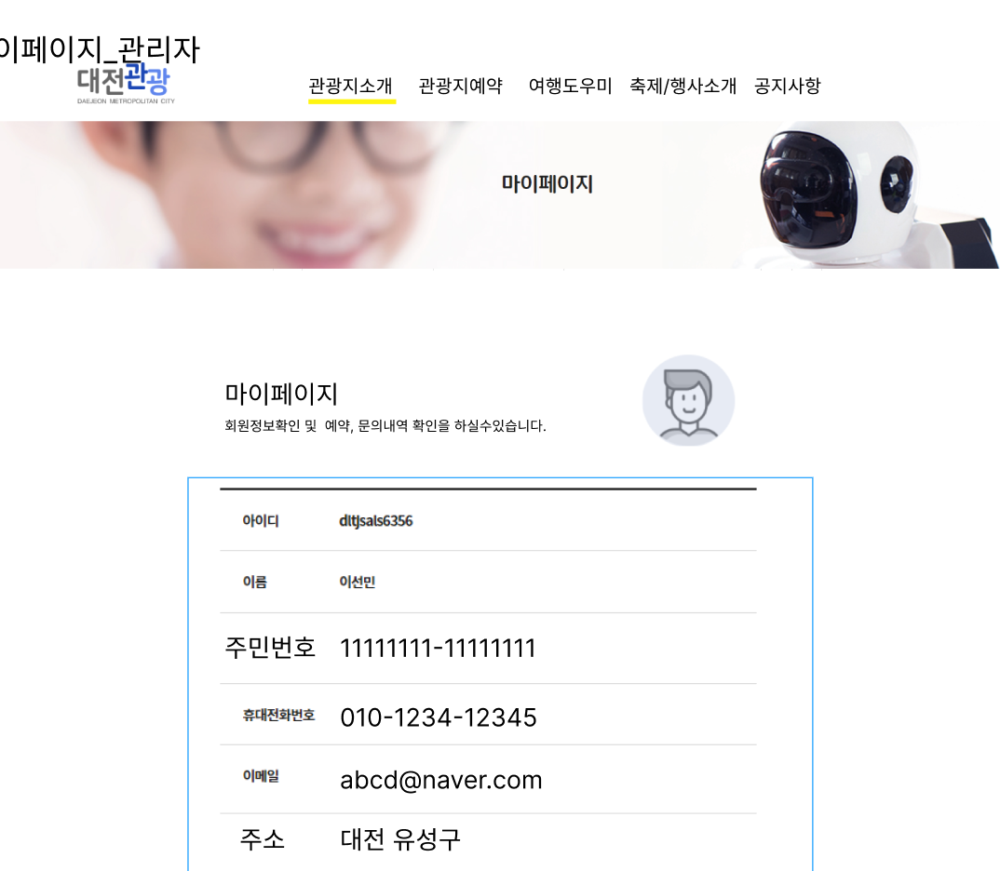 이페이지_관리자
대전관광
DAEJEON METROPOLITAN CITY
관광지소개 관광지예약 여행도우미 축제/행사소개 공지사항
마이페이지
마이페이지
회원정보확인 및 예약, 문의내역 확인을 하실수있습니다.
아이디 dltjsals6356
이름 이선민
주민번호 11111111-11111111
휴대전화번호 010-1234-12345
이메일 abcd@naver.com
주소 대전 유성구